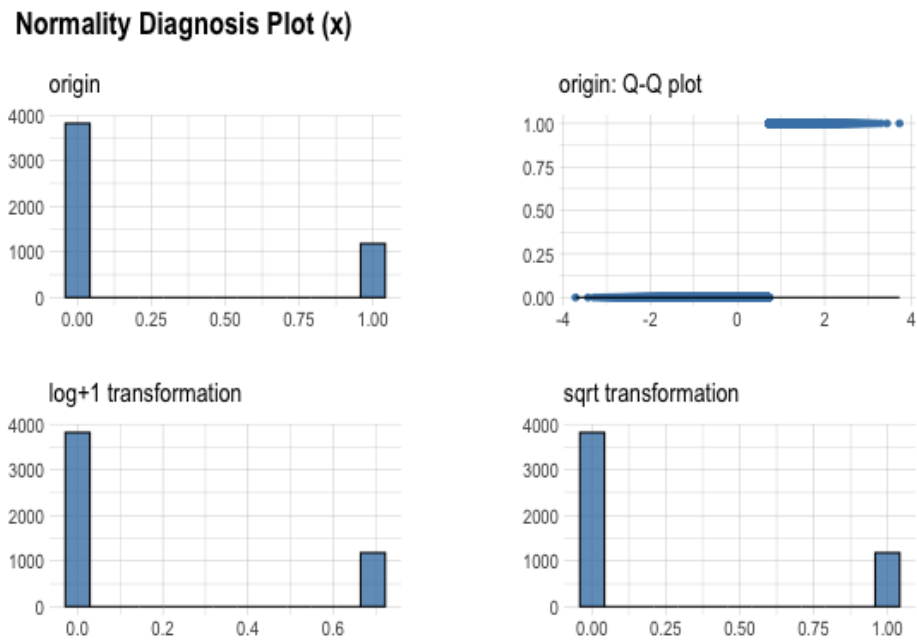 Normality Diagnosis Plot (x)
origin
4000
3000
2000
1000
0
0.00 0.25 0.50 0.75 1.00
origin: Q-Q plot
1.00
0.75
0.50
0.25
0.00
-4 -2 0 2 4
log+1 transformation
4000
3000
2000
1000
0
0.0 0.2 0.4 0.6
sqrt transformation
4000
3000
2000
1000
0
0.00 0.25 0.50 0.75 1.00